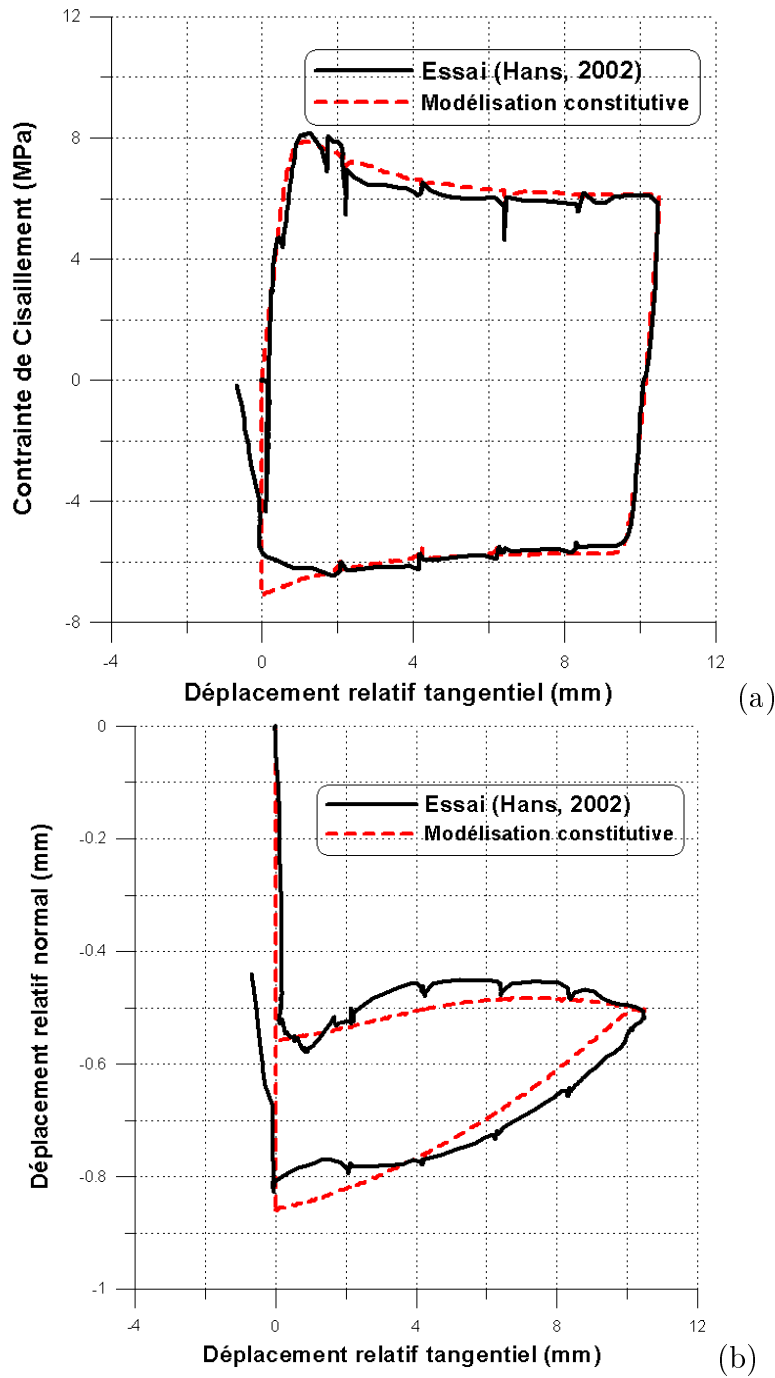 12
8
4
0
-4
-8
Contrainte de Cisaillement (MPa)
Essai (Hans, 2002)
Modélisation constitutive
-4
0
4
8
12
Déplacement relatif tangentiel (mm)
(a)
0
-0.2
-0.4
-0.6
-0.8
-1
Déplacement relatif normal (mm)
Essai (Hans, 2002)
Modélisation constitutive
-4
0
4
8
12
Déplacement relatif tangentiel (mm)
(b)